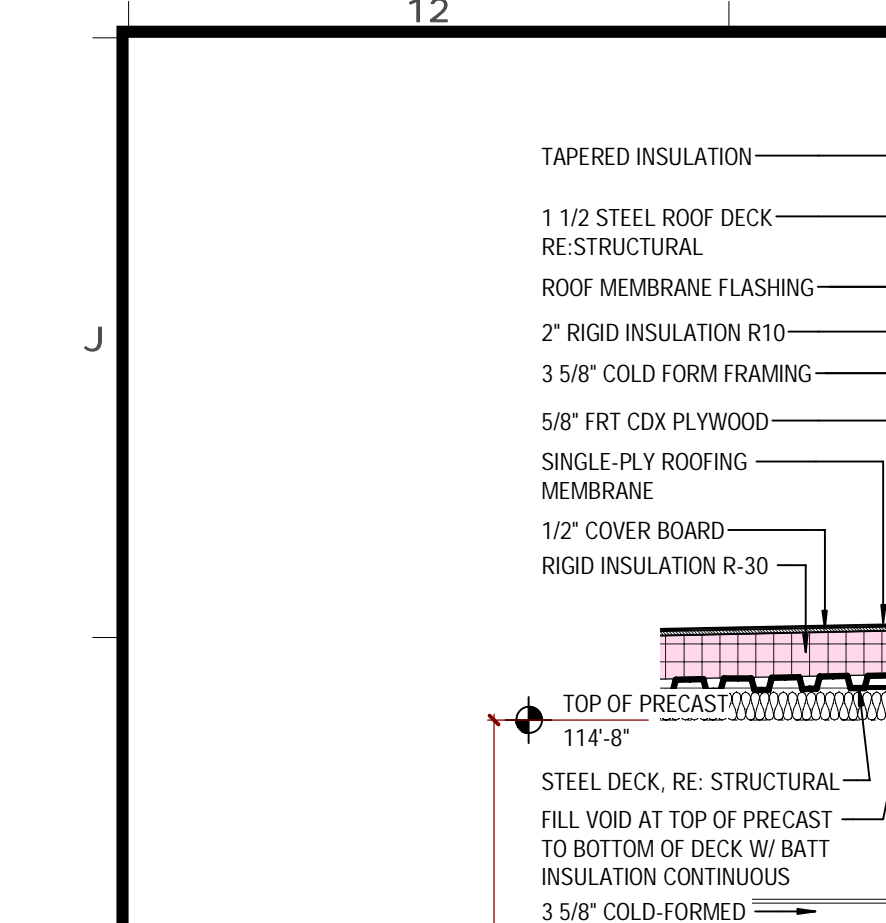 12
J
TAPERED INSULATION
1 1/2 STEEL ROOF DECK
RE:STRUCTURAL
ROOF MEMBRANE FLASHING
2" RIGID INSULATION R10
3 5/8" COLD FORM FRAMING
5/8" FRT CDX PLYWOOD
SINGLE-PLY ROOFING
MEMBRANE
1/2" COVER BOARD
RIGID INSULATION R-30
TOP OF PRECAST
114'-8"
STEEL DECK, RE: STRUCTURAL
FILL VOID AT TOP OF PRECAST
TO BOTTOM OF DECK W/ BATT
INSULATION CONTINUOUS
3 5/8" COLD-FORMED